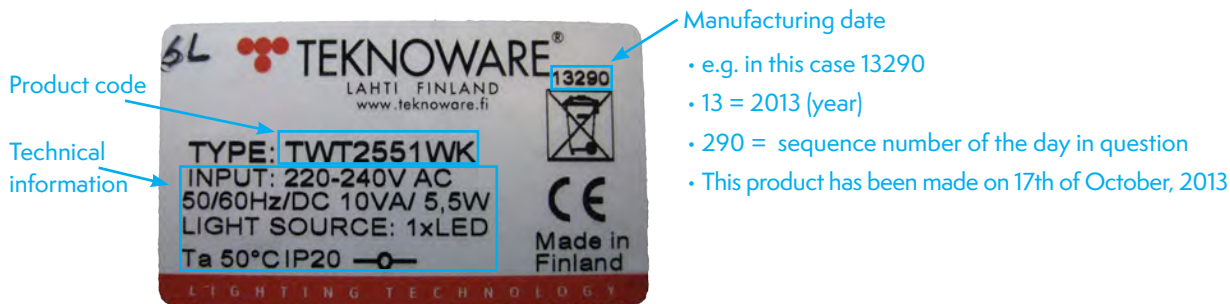 Manufacturing date
• e.g. in this case 13290
• 13 = 2013 (year)
• 290 = sequence number of the day in question
• This product has been made on 17th of October, 2013
Product code
Technical
information
6L
TEKNOWARE®
LAHTI FINLAND
www.teknoware.fi
13290
TYPE: TWT2551WK
INPUT: 220-240V AC
50/60Hz/DC 10VA/ 5,5W
LIGHT SOURCE: 1xLED
Ta 50°C IP20
CE
Made in
Finland
LIGHTING TECHNOLOGY